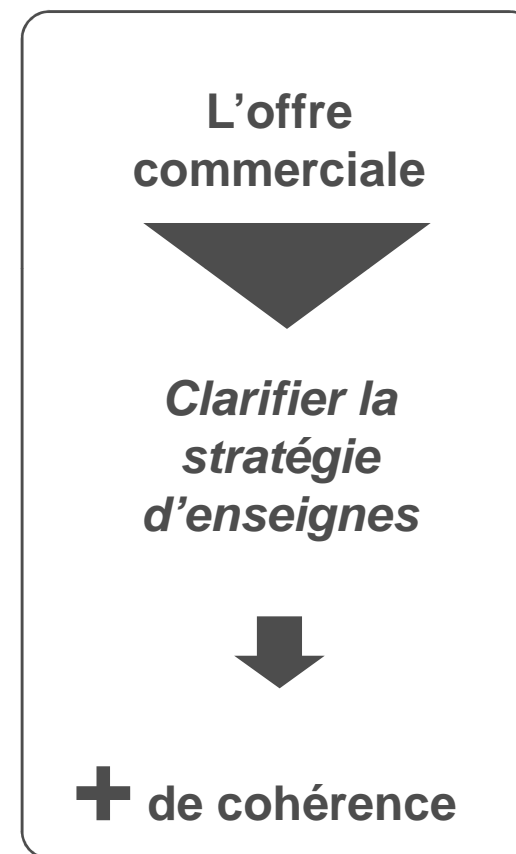 L’offre
commerciale
Clarifier la
stratégie
d’enseignes
+ de cohérence